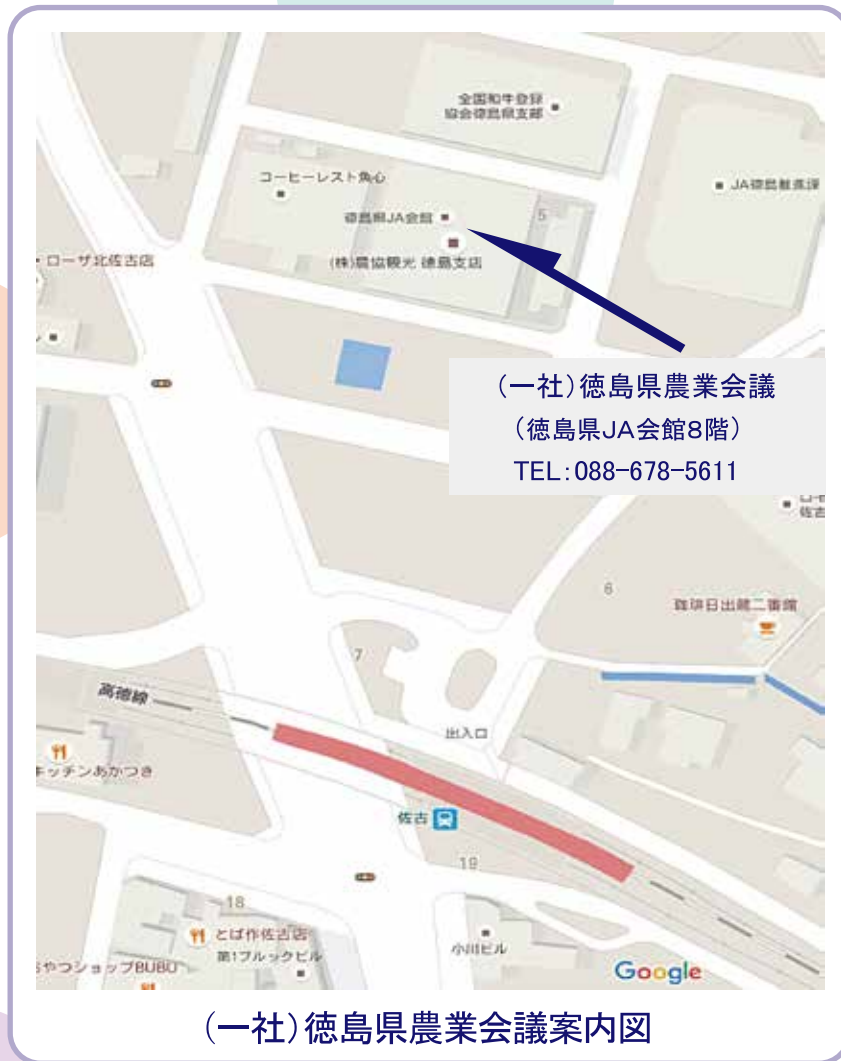 全国和牛登録
協会徳島県支部
コーヒーレスト魚心
JA徳島
徳島県JA会館
5
(株)農協観光 徳島支店
ローザ北佐古店
(一社)徳島県農業会議
(徳島県JA会館8階)
TEL:088-678-5611
佐古
6
珈琲日出蔵二番館
7
高徳線
出入口
キッチンあかつき
佐古
19
18
とば作佐古店
第1ブルックビル
小川ビル
やつショップBUBU
Google
(一社)徳島県農業会議案内図